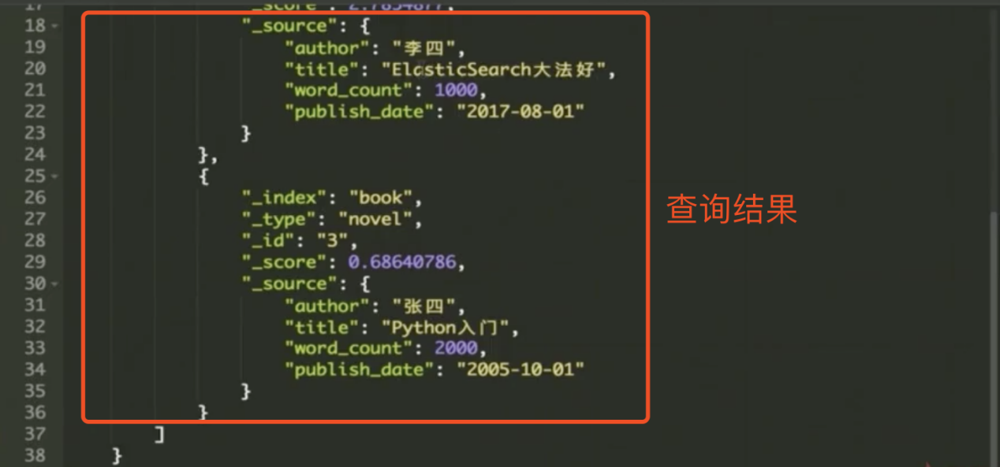 17 "_score": 2.7854877,
18 "_source": {
19 "author": "李四",
20 "title": "ElasticSearch大法好",
21 "word_count": 1000,
22 "publish_date": "2017-08-01"
23 }
24 },
25 {
26 "_index": "book",
27 "_type": "novel",
28 "_id": "3",
29 "_score": 0.68640786,
30 "_source": {
31 "author": "张四",
32 "title": "Python入门",
33 "word_count": 2000,
34 "publish_date": "2005-10-01"
35 }
36 }
37 ]
38 }
查询结果